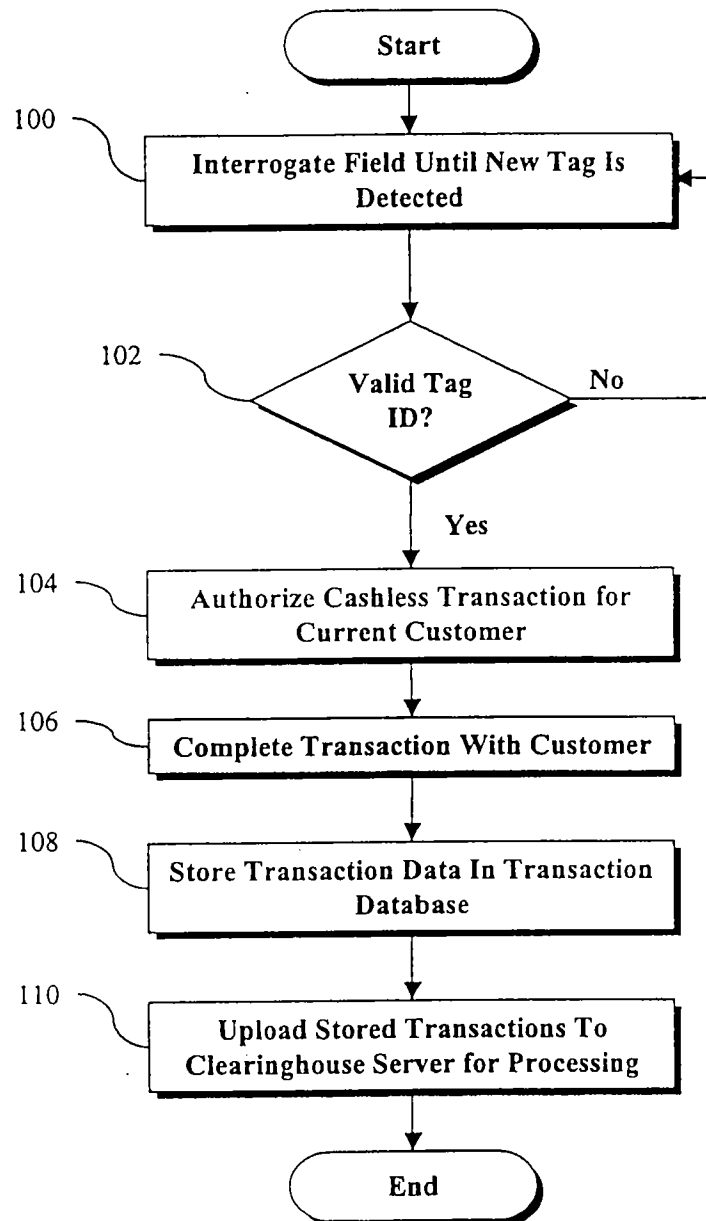 Start
100
Interrogate Field Until New Tag Is
Detected
102
Valid Tag
ID?
No
Yes
104
Authorize Cashless Transaction for
Current Customer
106
Complete Transaction With Customer
108
Store Transaction Data In Transaction
Database
110
Upload Stored Transactions To
Clearinghouse Server for Processing
End